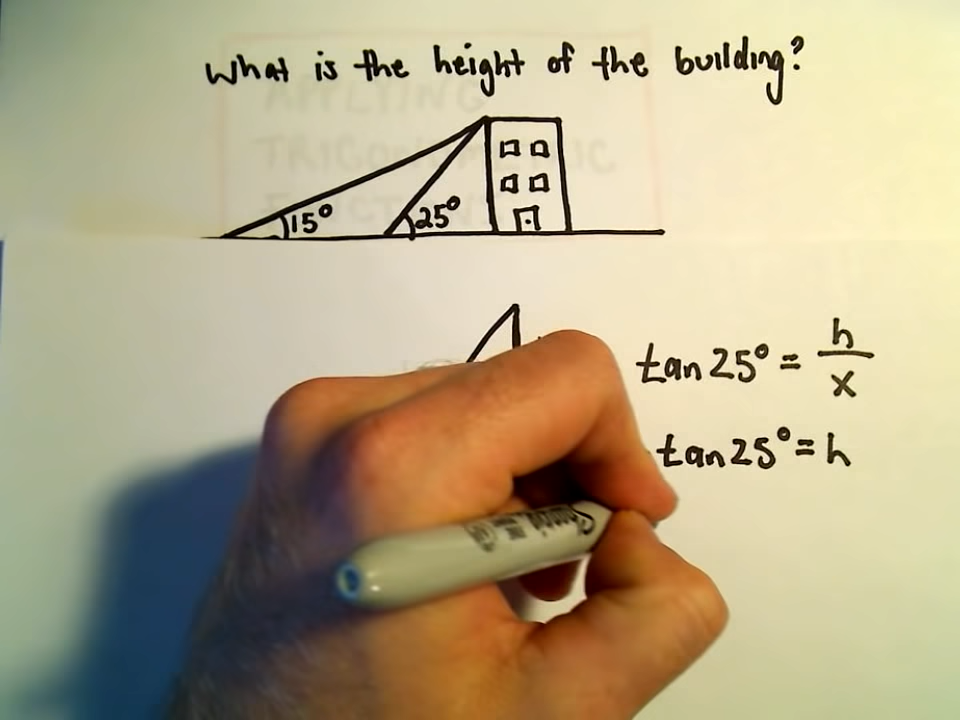 What is the height of the building?
15°
25°
tan 25° = h/x
tan 25° = h